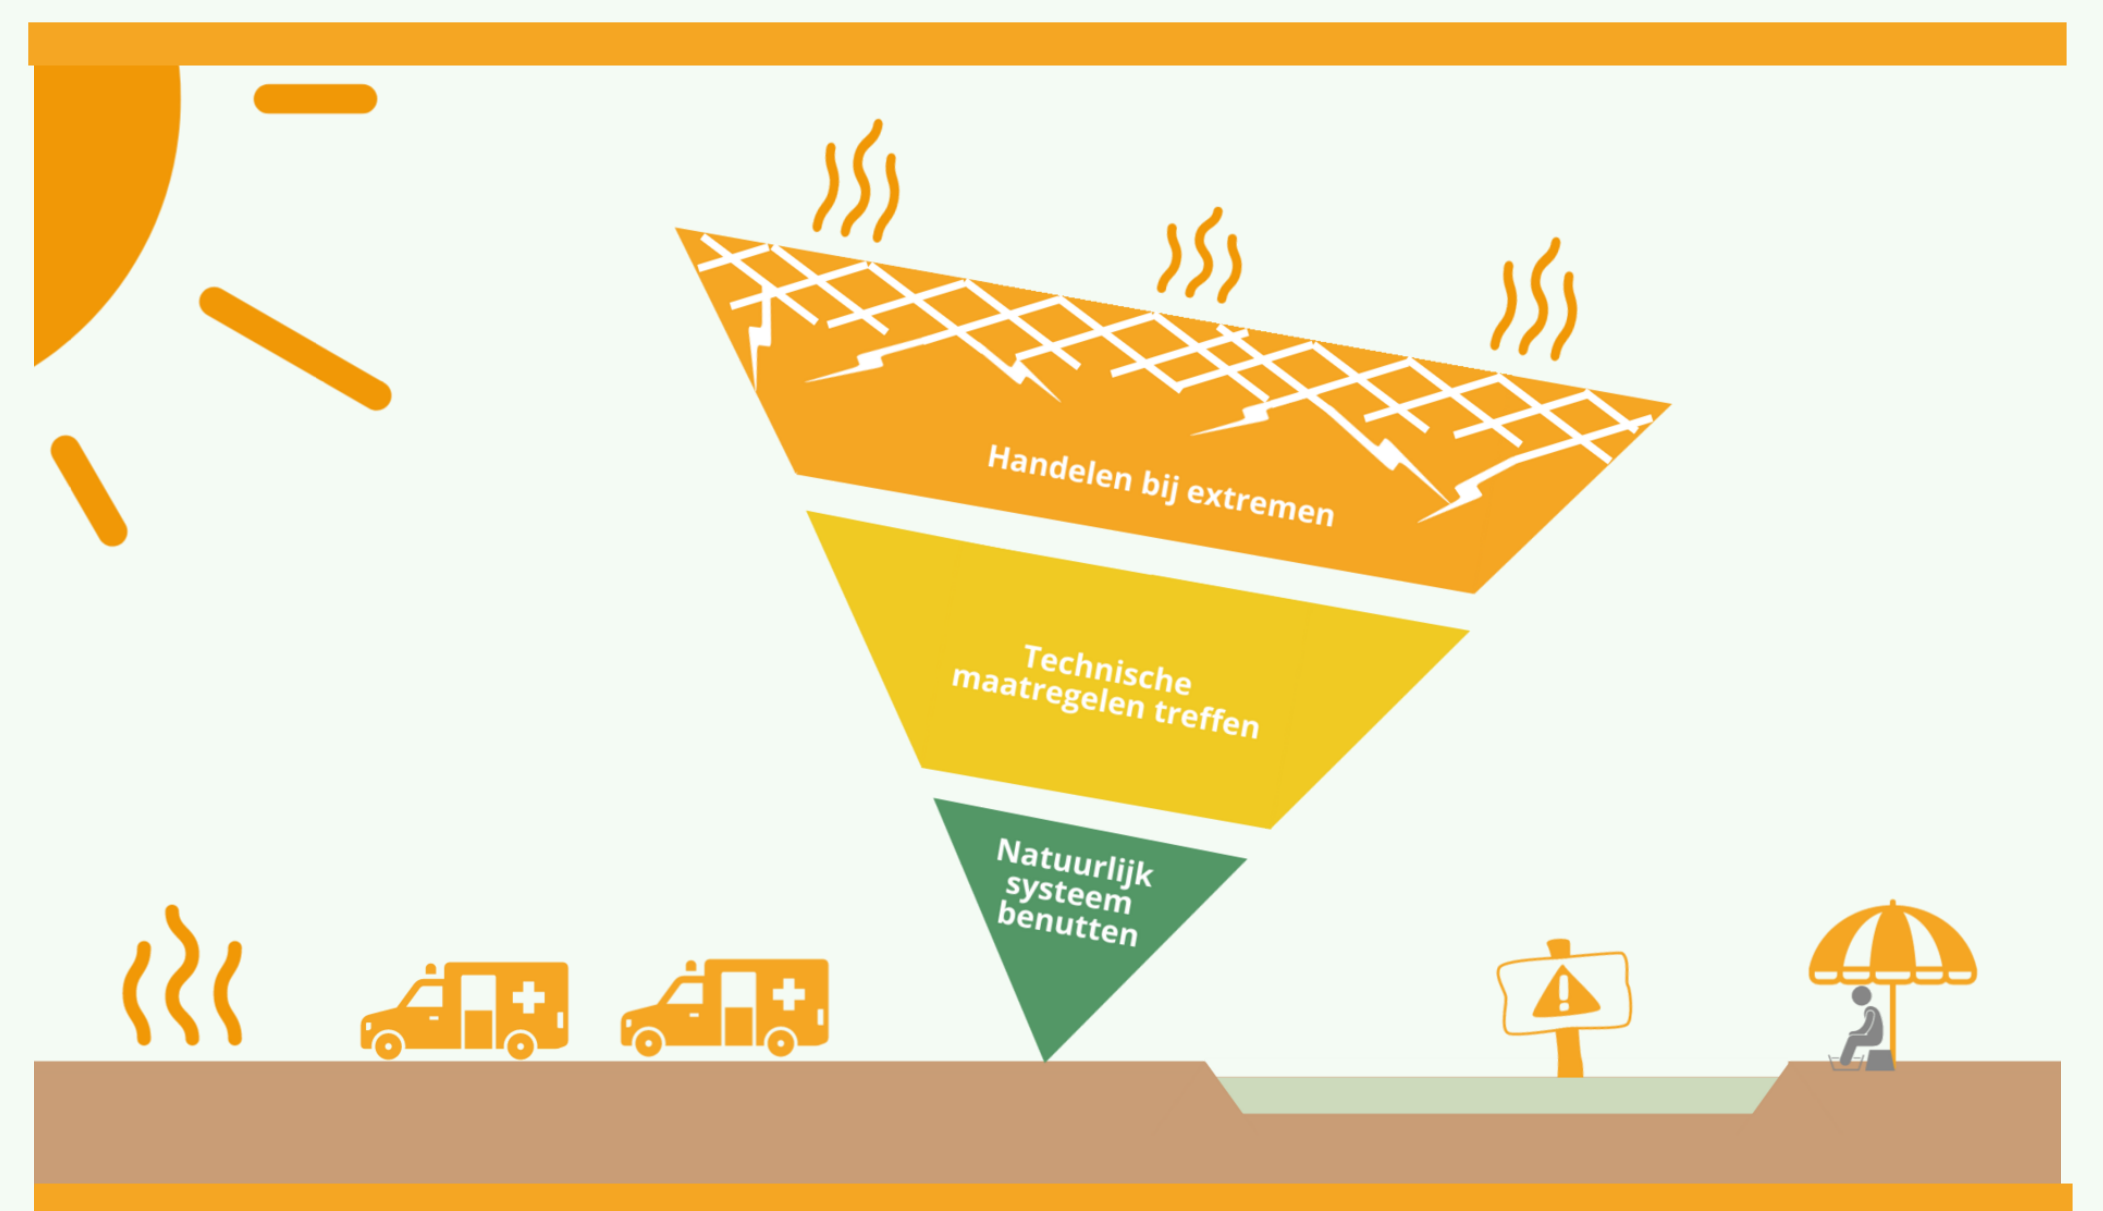 Handelen bij extremen
Technische
maatregelen treffen
Natuurlijk
systeem
benutten